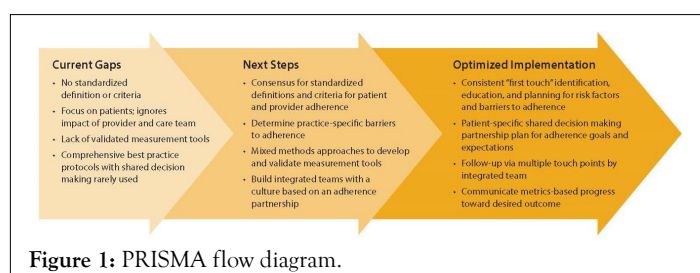 Current Gaps
• No standardized
definition or criteria
• Focus on patients; ignores
impact of provider and care team
• Lack of validated measurement tools
• Comprehensive best practice
protocols with shared decision
making rarely used
Next Steps
• Consensus for standardized
definitions and criteria for patient
and provider adherence
• Determine practice-specific barriers
to adherence
• Mixed methods approaches to develop
and validate measurement tools
• Build integrated teams with a
culture based on an adherence
partnership
Optimized Implementation
• Consistent "first touch" identification,
education, and planning for risk factors
and barriers to adherence
• Patient-specific shared decision making
partnership plan for adherence goals and
expectations
• Follow-up via multiple touch points by
integrated team
• Communicate metrics-based progress
toward desired outcome
Figure 1: PRISMA flow diagram.